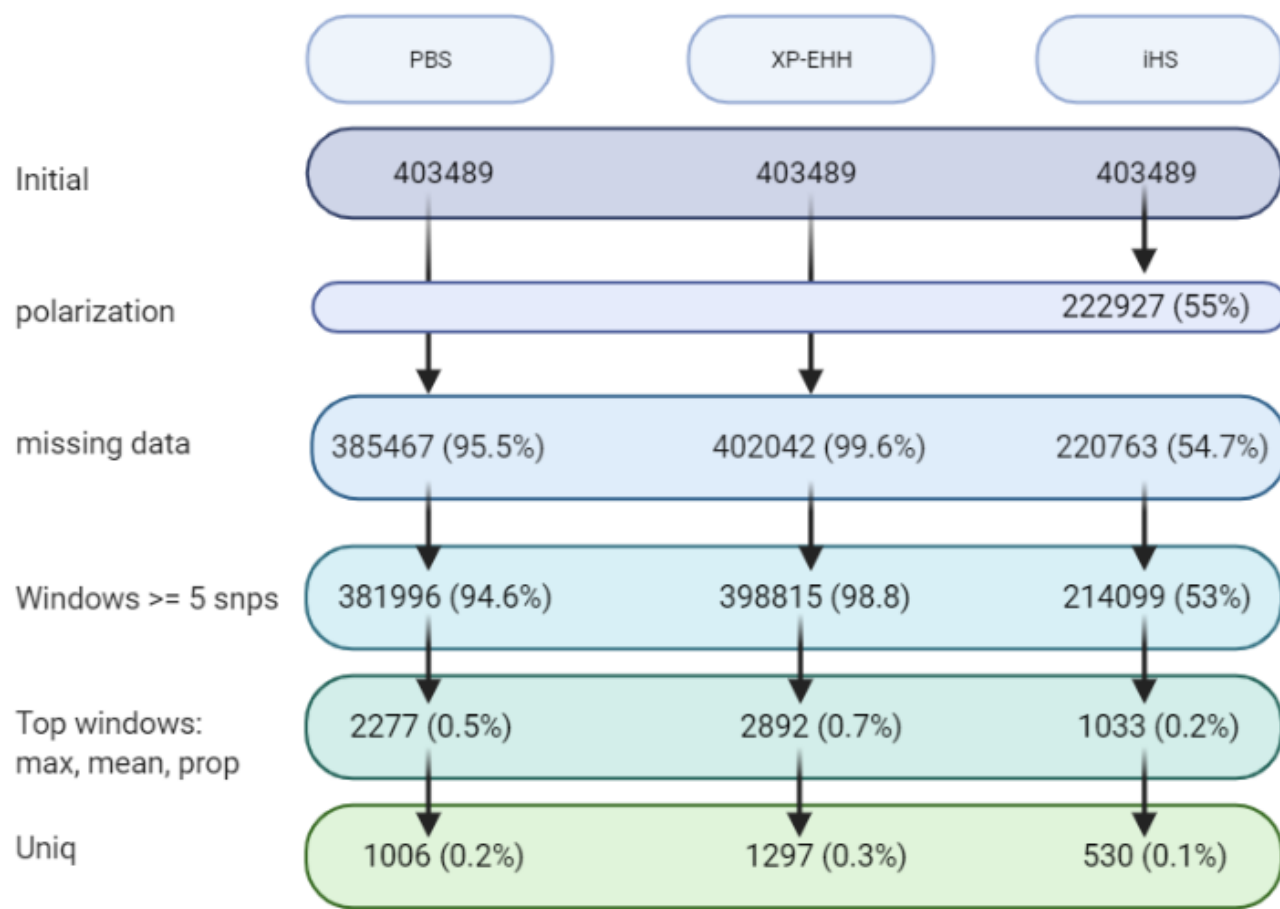 PBS XP-EHH iHS
Initial 403489 403489 403489
polarization 222927 (55%)
missing data 385467 (95.5%) 402042 (99.6%) 220763 (54.7%)
Windows >= 5 snps 381996 (94.6%) 398815 (98.8) 214099 (53%)
Top windows: 2277 (0.5%) 2892 (0.7%) 1033 (0.2%)
max, mean, prop
Uniq 1006 (0.2%) 1297 (0.3%) 530 (0.1%)